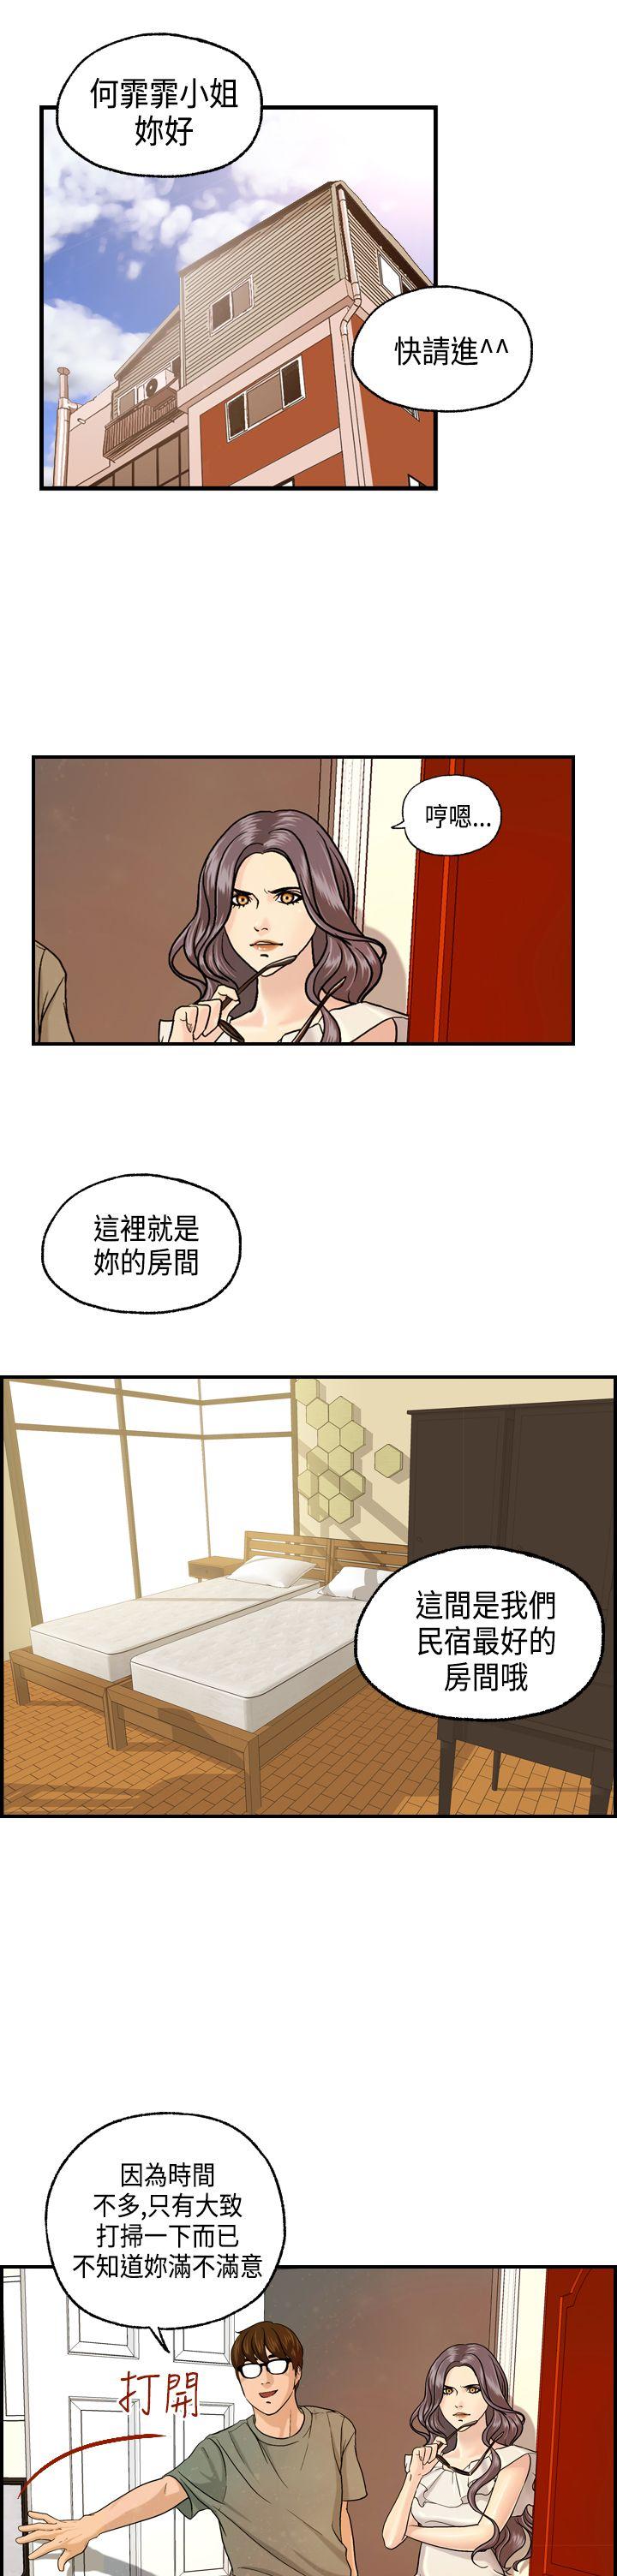 何霏霏小姐
妳好
快請進^^
哼嗯...
這裡就是
妳的房間
這間是我們
民宿最好的
房間哦
因為時間
不多,只有大致
打掃一下而已
不知道妳滿不滿意
打開